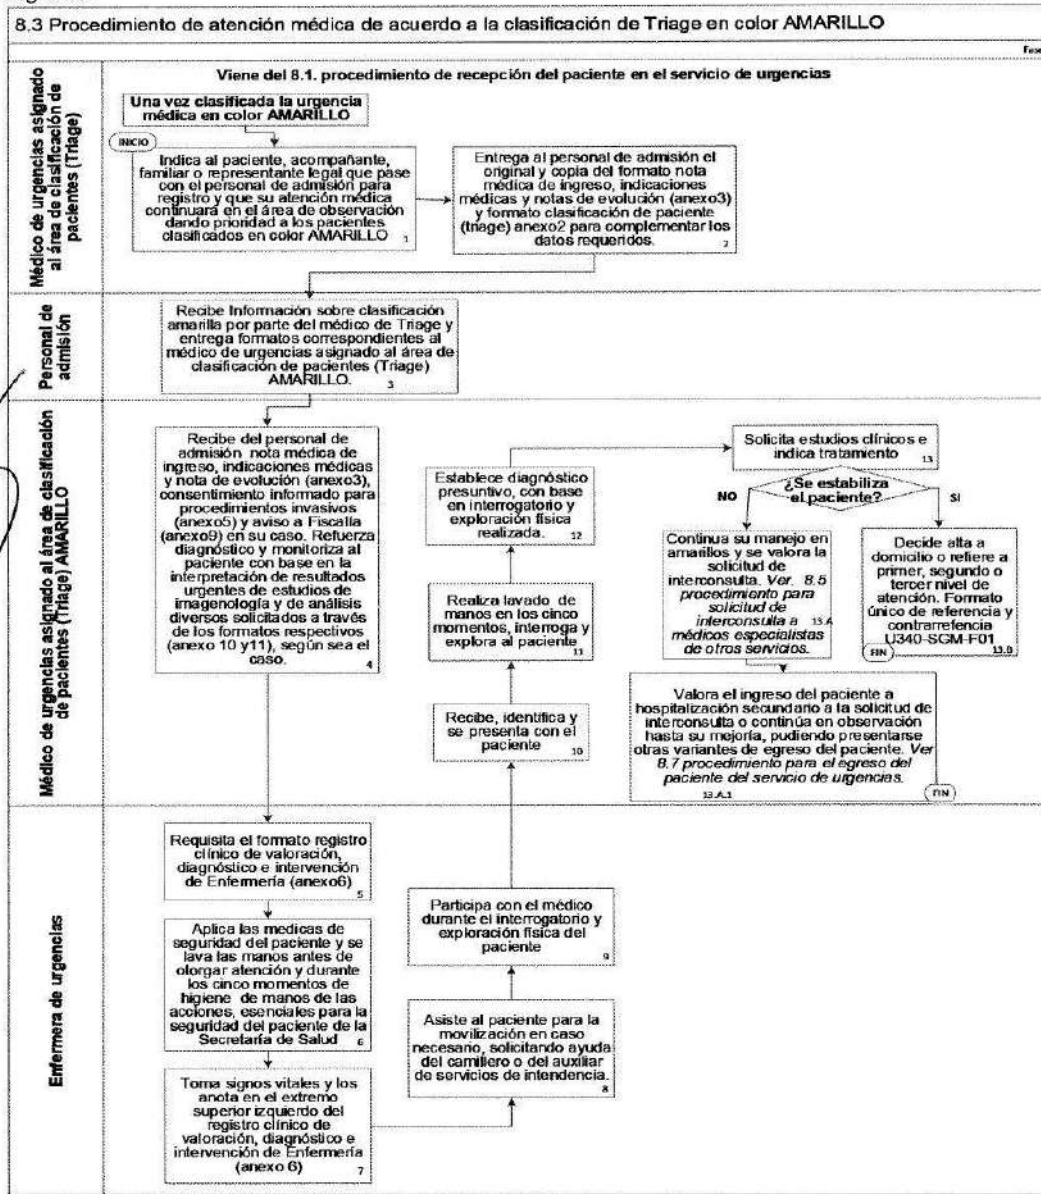 8.3 Procedimiento de atención médica de acuerdo a la clasificación de Triage en color AMARILLO
Viene del 8.1. procedimiento de recepción del paciente en el servicio de urgencias
Médico de urgencias asignado
al área de clasificación de
pacientes (Triage)
Una vez clasificada la urgencia
médica en color AMARILLO
INICIO
Indica al paciente, acompañante,
familiar o representante legal que pase
con el personal de admisión para
registro y que su atención médica
continuará en el área de observación
dando prioridad a los pacientes
clasificados en color AMARILLO
1
Entrega al personal de admisión el
original y copia del formato nota
médica de ingreso, indicaciones
médicas y notas de evolución (anexo3)
y formato clasificación de paciente
(triage) anexo2 para complementar los
datos requeridos.
2
Personal de
admisión
Recibe Información sobre clasificación
amarilla por parte del médico de Triage y
entrega formatos correspondientes al
médico de urgencias asignado al área de
clasificación de pacientes (Triage)
AMARILLO.
3
Médico de urgencias asignado al área de clasificación
de pacientes (Triage) AMARILLO
Recibe del personal de
admisión nota médica de
ingreso, indicaciones médicas
y nota de evolución (anexo3),
consentimiento informado para
procedimientos invasivos
(anexo5) y aviso a Fiscalía
(anexo9) en su caso. Refuerza
diagnóstico y monitoriza al
paciente con base en la
interpretación de resultados
urgentes de estudios de
imagenología y de análisis
diversos solicitados a través
de los formatos respectivos
(anexo 10 y11), según sea el
caso.
4
Establece diagnóstico
presuntivo, con base
en interrogatorio y
exploración física
realizada.
12
Realiza lavado de
manos en los cinco
momentos, interroga y
explora al paciente
11
Recibe, identifica y
se presenta con el
paciente
10
Solicita estudios clínicos e
indica tratamiento
13
¿Se estabiliza
el paciente?
NO
SI
Continua su manejo en
amarillos y se valora la
solicitud de
interconsulta. Ver. 8.5
procedimiento para
solicitud de
interconsulta a
médicos especialistas
de otros servicios.
13.A
Decide alta a
domicilio o refiere a
primer, segundo o
tercer nivel de
atención. Formato
único de referencia y
contrarrefencia
U340-SGM-F01
FIN
13.B
Valora el ingreso del paciente a
hospitalización secundario a la solicitud de
interconsulta o continúa en observación
hasta su mejoría, pudiendo presentarse
otras variantes de egreso del paciente. Ver
8.7 procedimiento para el egreso del
paciente del servicio de urgencias.
13.A.1
FIN
Enfermera de urgencias
Requisita el formato registro
clínico de valoración,
diagnóstico e intervención
de Enfermería (anexo6)
5
Aplica las medicas de
seguridad del paciente y se
lava las manos antes de
otorgar atención y durante
los cinco momentos de
higiene de manos de las
acciones, esenciales para la
seguridad del paciente de la
Secretaría de Salud
6
Toma signos vitales y los
anota en el extremo
superior izquierdo del
registro clínico de
valoración, diagnóstico e
intervención de Enfermería
(anexo 6)
7
Participa con el médico
durante el interrogatorio y
exploración física del
paciente
9
Asiste al paciente para la
movilización en caso
necesario, solicitando ayuda
del camillero o del auxiliar
de servicios de intendencia.
8